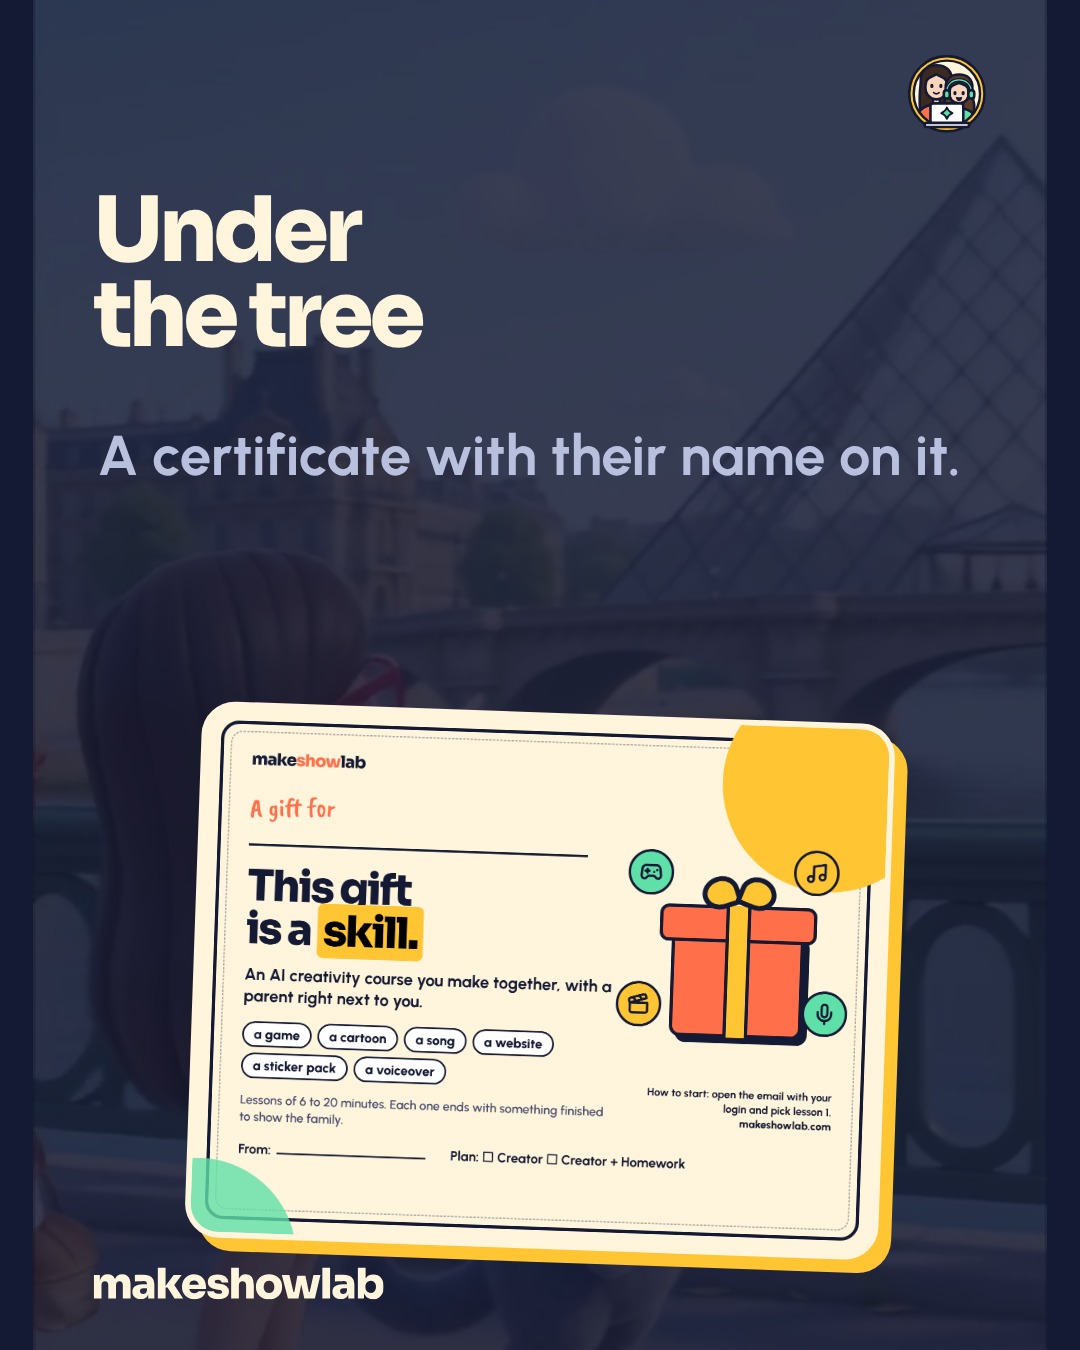 Under
the tree
A certificate with their name on it.
makeshowlab
A gift for
This gift
is a skill.
An AI creativity course you make together, with a
parent right next to you.
a game a cartoon a song a website
a sticker pack a voiceover
Lessons of 6 to 20 minutes. Each one ends with something finished
to show the family.
How to start: open the email with your
login and pick lesson 1.
makeshowlab.com
From: Plan: ☐ Creator ☐ Creator + Homework
makeshowlab